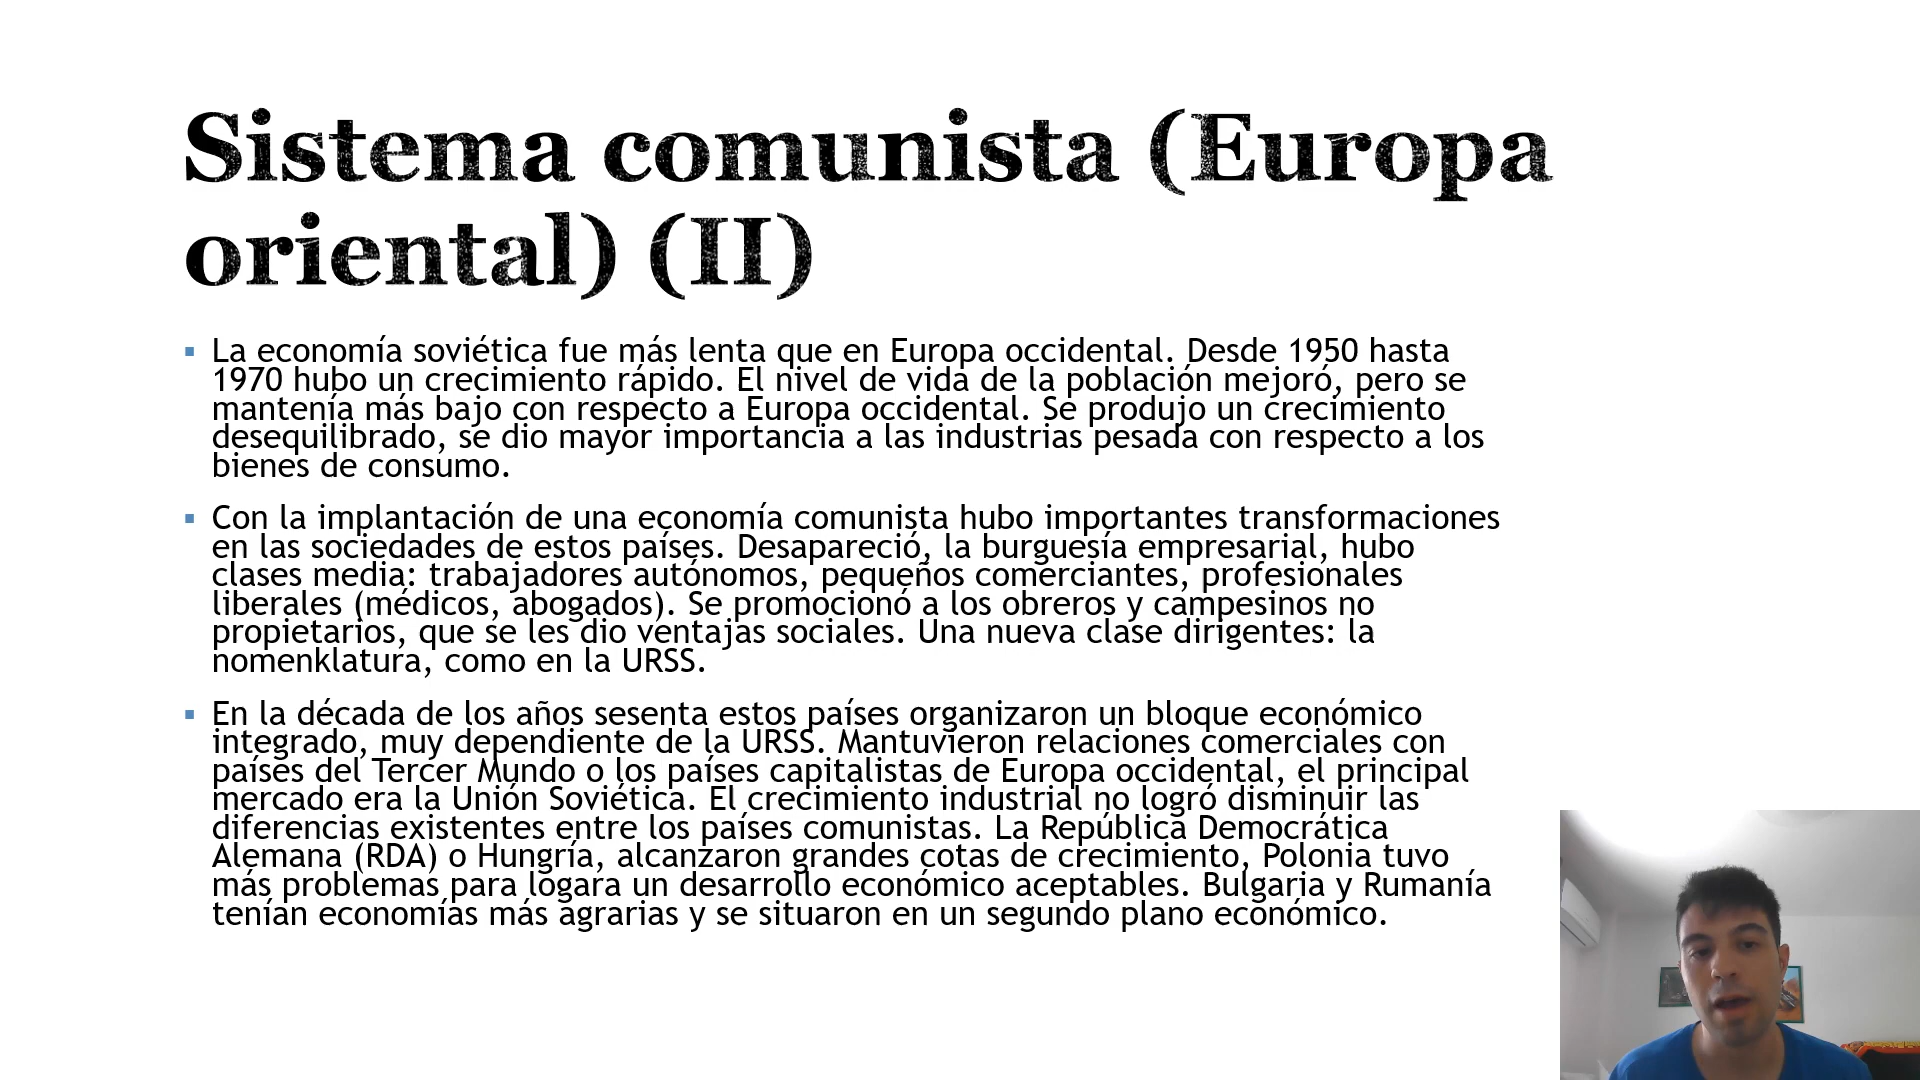 Sistema comunista (Europa
oriental) (II)
La economía soviética fue más lenta que en Europa occidental. Desde 1950 hasta
1970 hubo un crecimiento rápido. El nivel de vida de la población mejoró, pero se
mantenía más bajo con respecto a Europa occidental. Se produjo un crecimiento
desequilibrado, se dio mayor importancia a las industrias pesada con respecto a los
bienes de consumo.
Con la implantación de una economía comunista hubo importantes transformaciones
en las sociedades de estos países. Desapareció, la burguesía empresarial, hubo
clases media: trabajadores autónomos, pequeños comerciantes, profesionales
liberales (médicos, abogados). Se promocionó a los obreros y campesinos no
propietarios, que se les dio ventajas sociales. Una nueva clase dirigentes: la
nomenklatura, como en la URSS.
En la década de los años sesenta estos países organizaron un bloque económico
integrado, muy dependiente de la URSS. Mantuvieron relaciones comerciales con
países del Tercer Mundo o los países capitalistas de Europa occidental, el principal
mercado era la Unión Soviética. El crecimiento industrial no logró disminuir las
diferencias existentes entre los países comunistas. La República Democrática
Alemana (RDA) o Hungría, alcanzaron grandes cotas de crecimiento, Polonia tuvo
más problemas para logara un desarrollo económico aceptables. Bulgaria y Rumanía
tenían economías más agrarias y se situaron en un segundo plano económico.